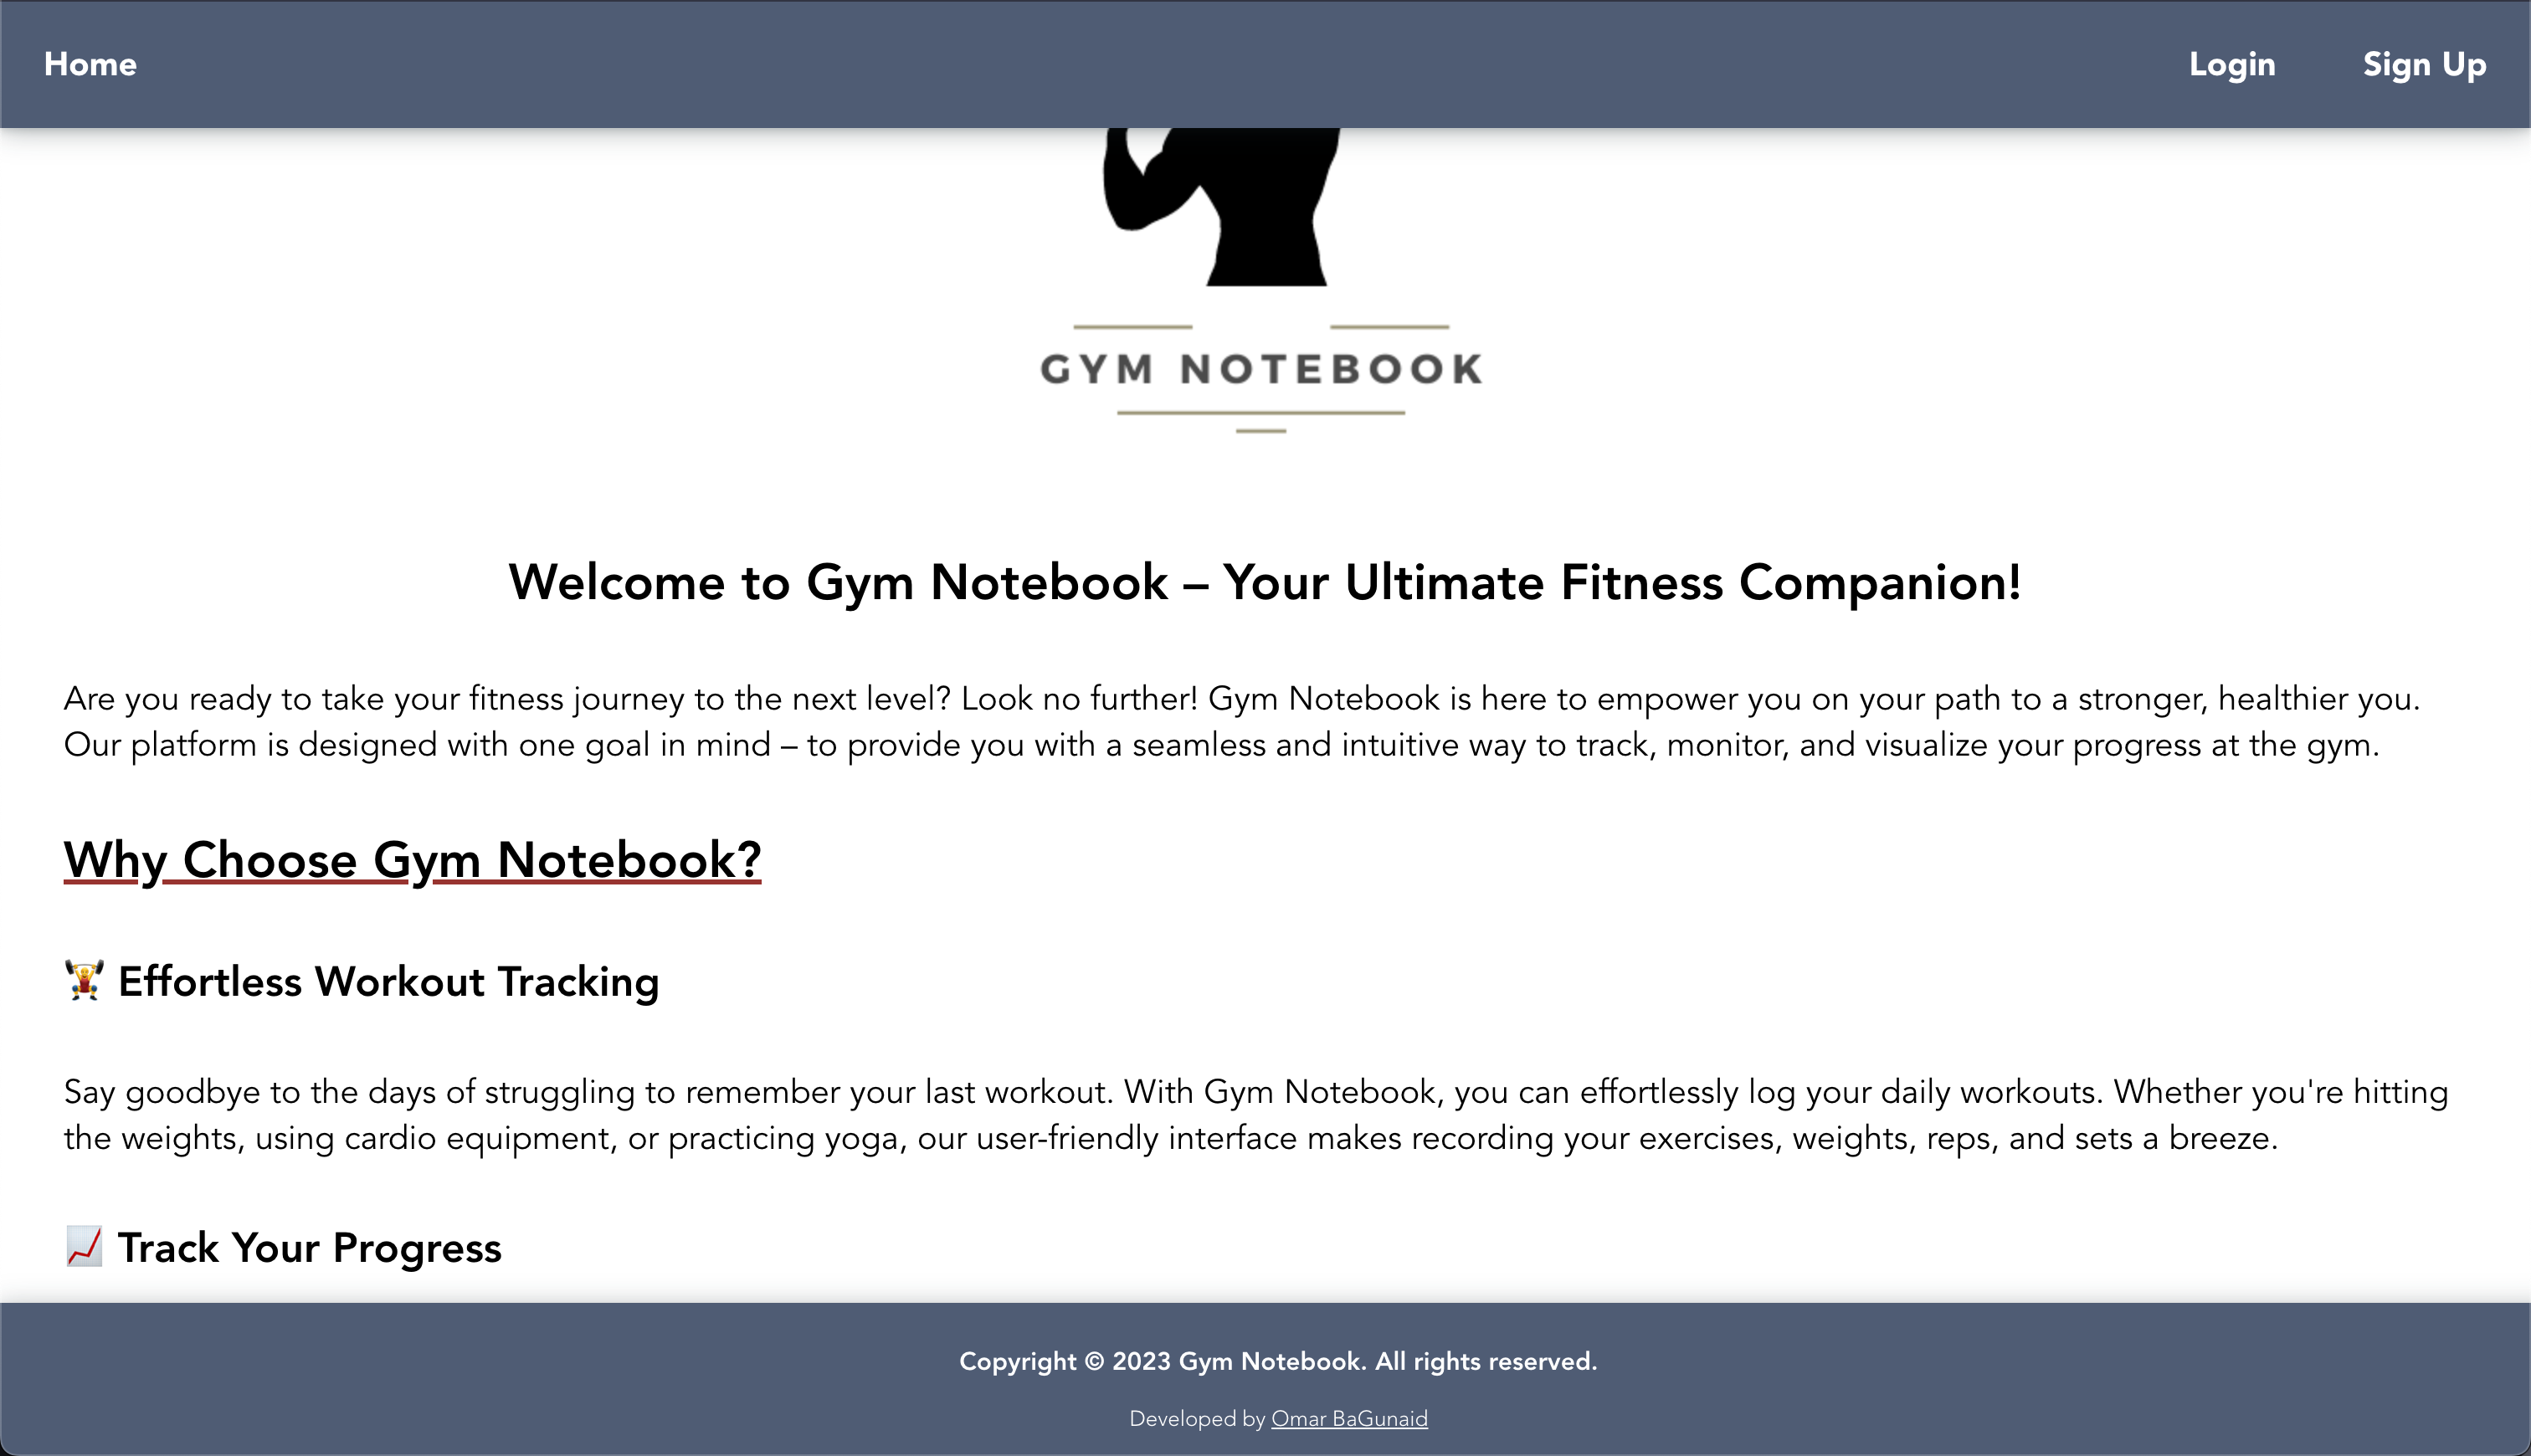 Home Login Sign Up
GYM NOTEBOOK
Welcome to Gym Notebook – Your Ultimate Fitness Companion!
Are you ready to take your fitness journey to the next level? Look no further! Gym Notebook is here to empower you on your path to a stronger, healthier you.
Our platform is designed with one goal in mind – to provide you with a seamless and intuitive way to track, monitor, and visualize your progress at the gym.
Why Choose Gym Notebook?
🏋️ Effortless Workout Tracking
Say goodbye to the days of struggling to remember your last workout. With Gym Notebook, you can effortlessly log your daily workouts. Whether you're hitting
the weights, using cardio equipment, or practicing yoga, our user-friendly interface makes recording your exercises, weights, reps, and sets a breeze.
📈 Track Your Progress
Copyright © 2023 Gym Notebook. All rights reserved.
Developed by Omar BaGunaid